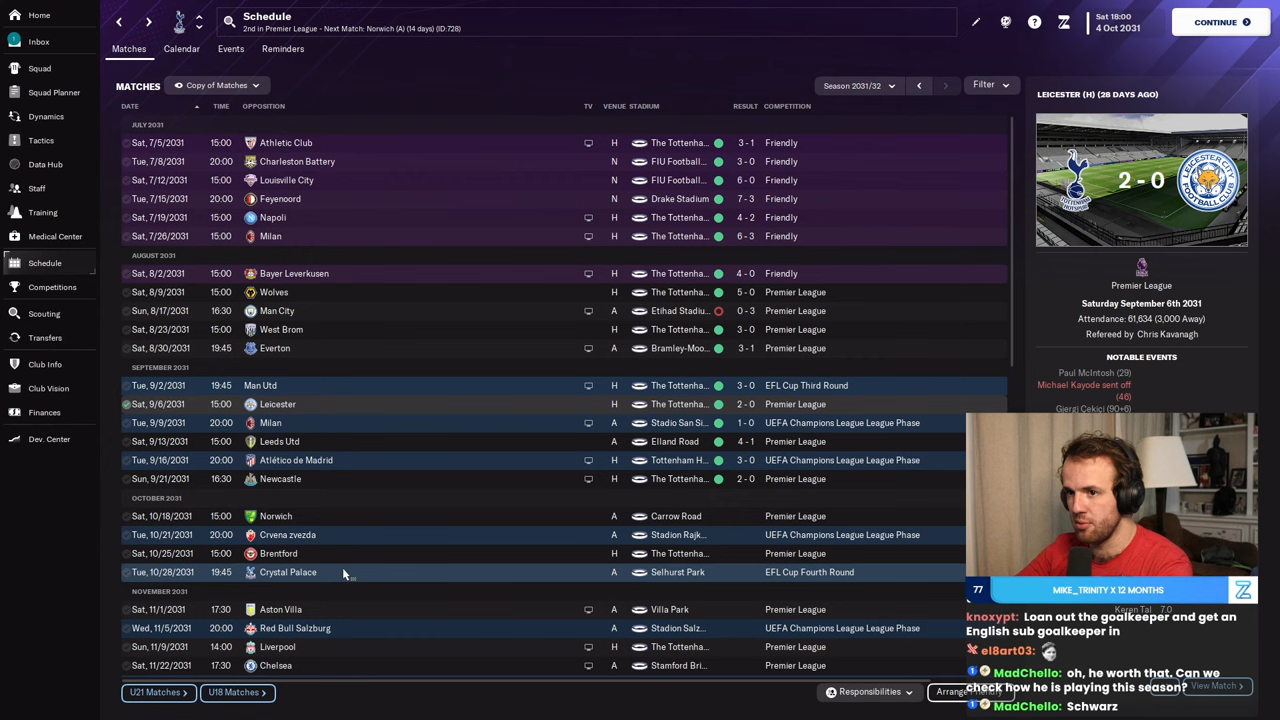 Home
Inbox
Squad
Squad Planner
Dynamics
Tactics
Data Hub
Staff
Training
Medical Center
Schedule
Competitions
Scouting
Transfers
Club Info
Club Vision
Finances
Dev. Center
Schedule
2nd in Premier League - Next Match: Norwich (A) (14 days) (ID:728)
Sat 18:00
4 Oct 2031
CONTINUE
Matches Calendar Events Reminders
MATCHES Copy of Matches Season 2031/32 Filter
DATE TIME OPPOSITION TV VENUE STADIUM RESULT COMPETITION
JULY 2031
Sat, 7/5/2031 15:00 Athletic Club H The Tottenha... 3 - 1 Friendly
Tue, 7/8/2031 20:00 Charleston Battery N FIU Football... 3 - 0 Friendly
Sat, 7/12/2031 15:00 Louisville City N FIU Football... 6 - 0 Friendly
Tue, 7/15/2031 20:00 Feyenoord N Drake Stadium 7 - 3 Friendly
Sat, 7/19/2031 15:00 Napoli H The Tottenha... 4 - 2 Friendly
Sat, 7/26/2031 15:00 Milan H The Tottenha... 6 - 3 Friendly
AUGUST 2031
Sat, 8/2/2031 15:00 Bayer Leverkusen H The Tottenha... 4 - 0 Friendly
Sat, 8/9/2031 15:00 Wolves H The Tottenha... 5 - 0 Premier League
Sun, 8/17/2031 16:30 Man City A Etihad Stadiu... 0 - 3 Premier League
Sat, 8/23/2031 15:00 West Brom H The Tottenha... 3 - 0 Premier League
Sat, 8/30/2031 19:45 Everton A Bramley-Moo... 3 - 1 Premier League
SEPTEMBER 2031
Tue, 9/2/2031 19:45 Man Utd H The Tottenha... 3 - 0 EFL Cup Third Round
Sat, 9/6/2031 15:00 Leicester H The Tottenha... 2 - 0 Premier League
Tue, 9/9/2031 20:00 Milan A Stadio San Si... 1 - 0 UEFA Champions League League Phase
Sat, 9/13/2031 15:00 Leeds Utd A Elland Road 4 - 1 Premier League
Tue, 9/16/2031 20:00 Atlético de Madrid H Tottenham H... 3 - 0 UEFA Champions League League Phase
Sun, 9/21/2031 16:30 Newcastle H The Tottenha... 2 - 0 Premier League
OCTOBER 2031
Sat, 10/18/2031 15:00 Norwich A Carrow Road Premier League
Tue, 10/21/2031 20:00 Crvena zvezda A Stadion Rajk... UEFA Champions League League Phase
Sat, 10/25/2031 15:00 Brentford H The Tottenha... Premier League
Tue, 10/28/2031 19:45 Crystal Palace A Selhurst Park EFL Cup Fourth Round
NOVEMBER 2031
Sat, 11/1/2031 17:30 Aston Villa A Villa Park Premier League
Wed, 11/5/2031 20:00 Red Bull Salzburg A Stadion Salz... UEFA Champions League League Phase
Sun, 11/9/2031 14:00 Liverpool H The Tottenha... Premier League
Sat, 11/22/2031 17:30 Chelsea A Stamford Bri... Premier League
U21 Matches U18 Matches Responsibilities
LEICESTER (H) (28 DAYS AGO)
2 - 0
Premier League
Saturday September 6th 2031
Attendance: 61,634 (3,000 Away)
Refereed by Chris Kavanagh
NOTABLE EVENTS
Paul McIntosh (29)
Michael Kayode sent off
(46)
Gjergj Çekiçi (90+6)
77 MIKE_TRINITY X 12 MONTHS
7.0
knoxypt: Loan out the goalkeeper and get an
English sub goalkeeper in
el8art03:
MadChello: oh, he worth that. Can we
check how he is playing this season?
View Match
MadChello: Schwarz